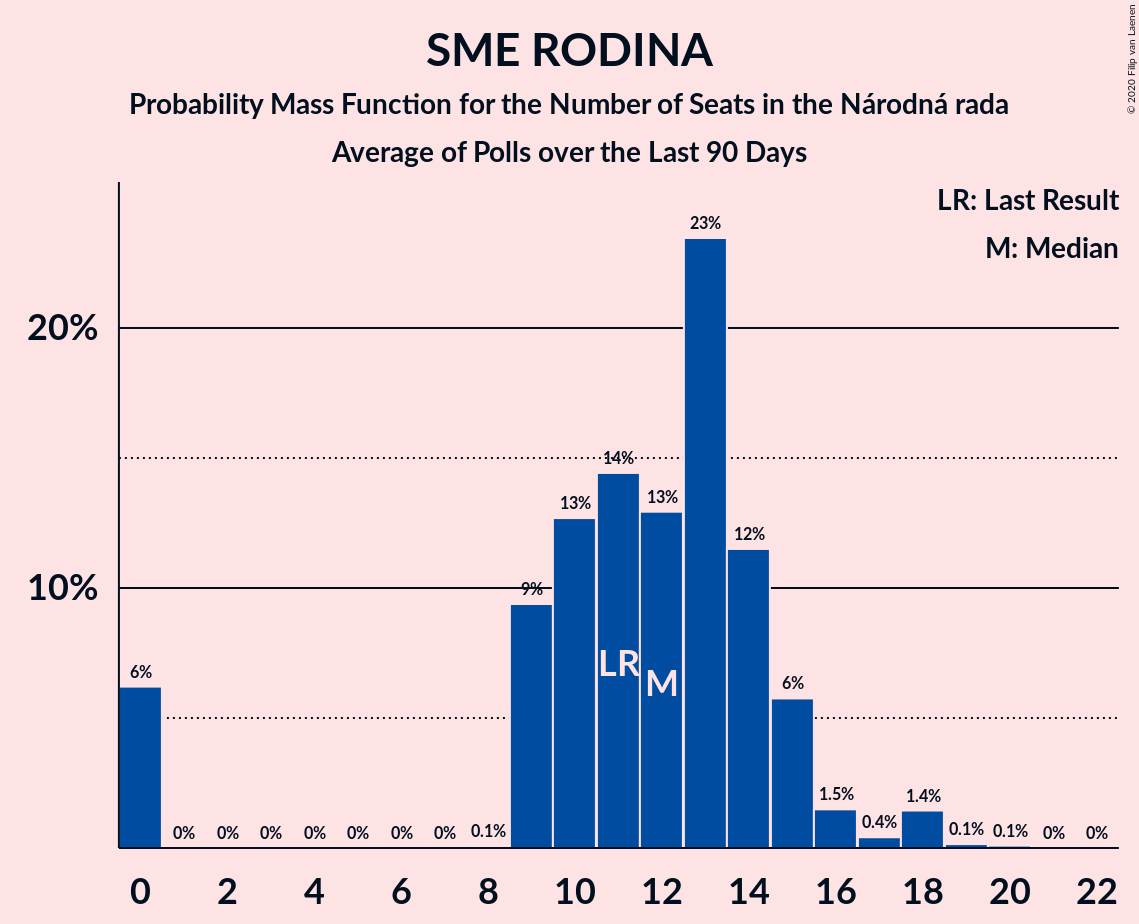 SME RODINA
Probability Mass Function for the Number of Seats in the Národná rada
Average of Polls over the Last 90 Days
© 2020 Filip van Laenen
LR: Last Result
M: Median
20%
10%
6%
0%
0%
0%
0%
0%
0%
0%
0.1%
9%
13%
14%
13%
23%
12%
6%
1.5%
0.4%
1.4%
0.1%
0.1%
0%
0%
LR
M
0 2 4 6 8 10 12 14 16 18 20 22